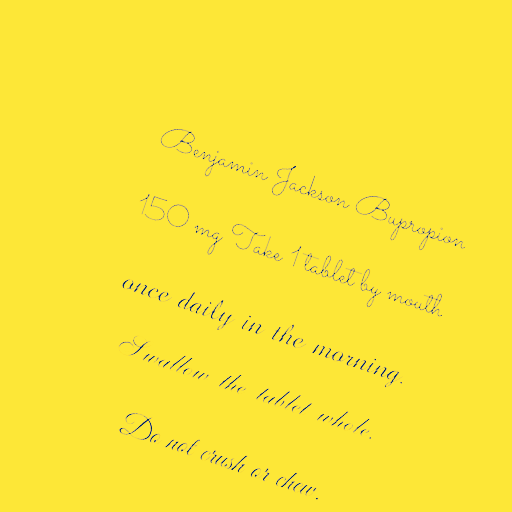 Benjamin Jackson Bupropion
150 mg Take 1 tablet by mouth
once daily in the morning.
Swallow the tablet whole.
Do not crush or chew.